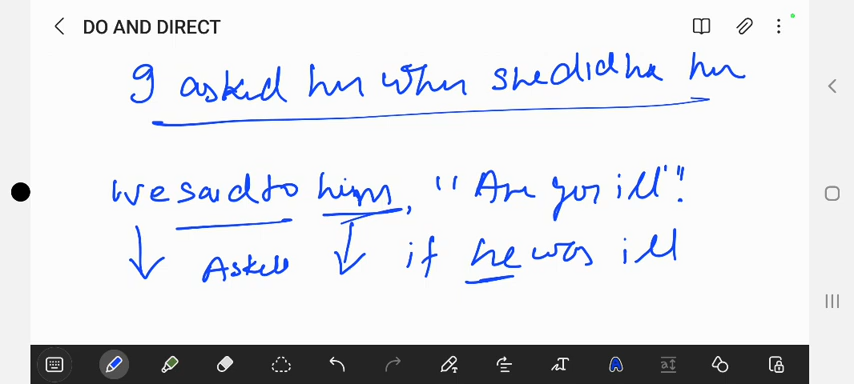 DO AND DIRECT
I asked her when she did her
We said to him, "Are you ill"?
Asked if he was ill